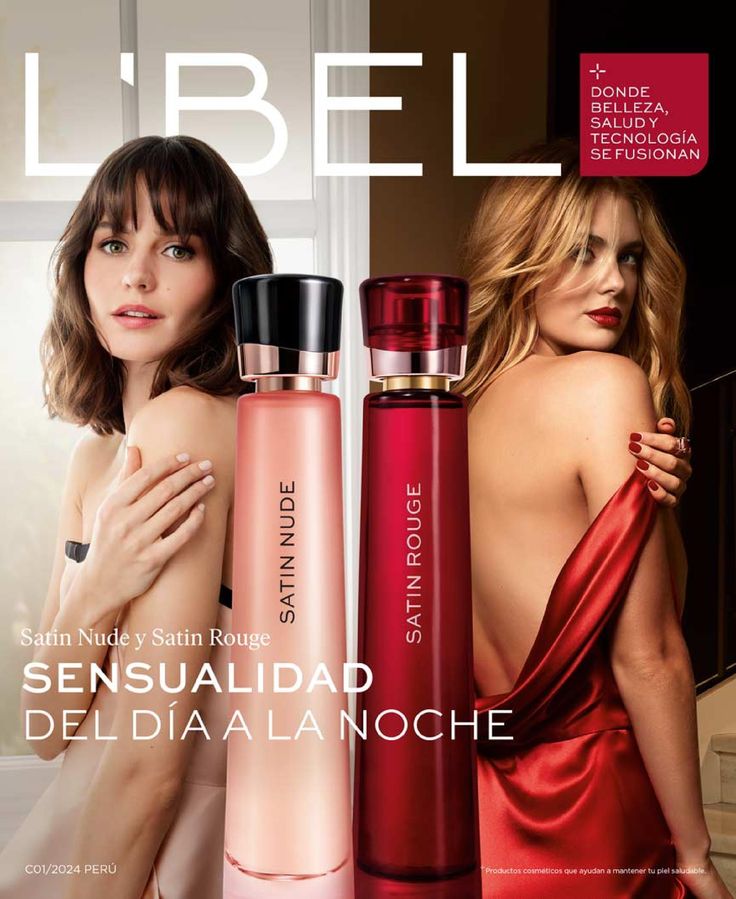 L'BEL
DONDE
BELLEZA,
SALUD Y
TECNOLOGÍA
SE FUSIONAN
SATIN NUDE
SATIN ROUGE
Satin Nude y Satin Rouge
SENSUALIDAD
DEL DÍA A LA NOCHE
C01/2024 PERÚ
* Productos cosméticos que ayudan a mantener tu piel saludable.